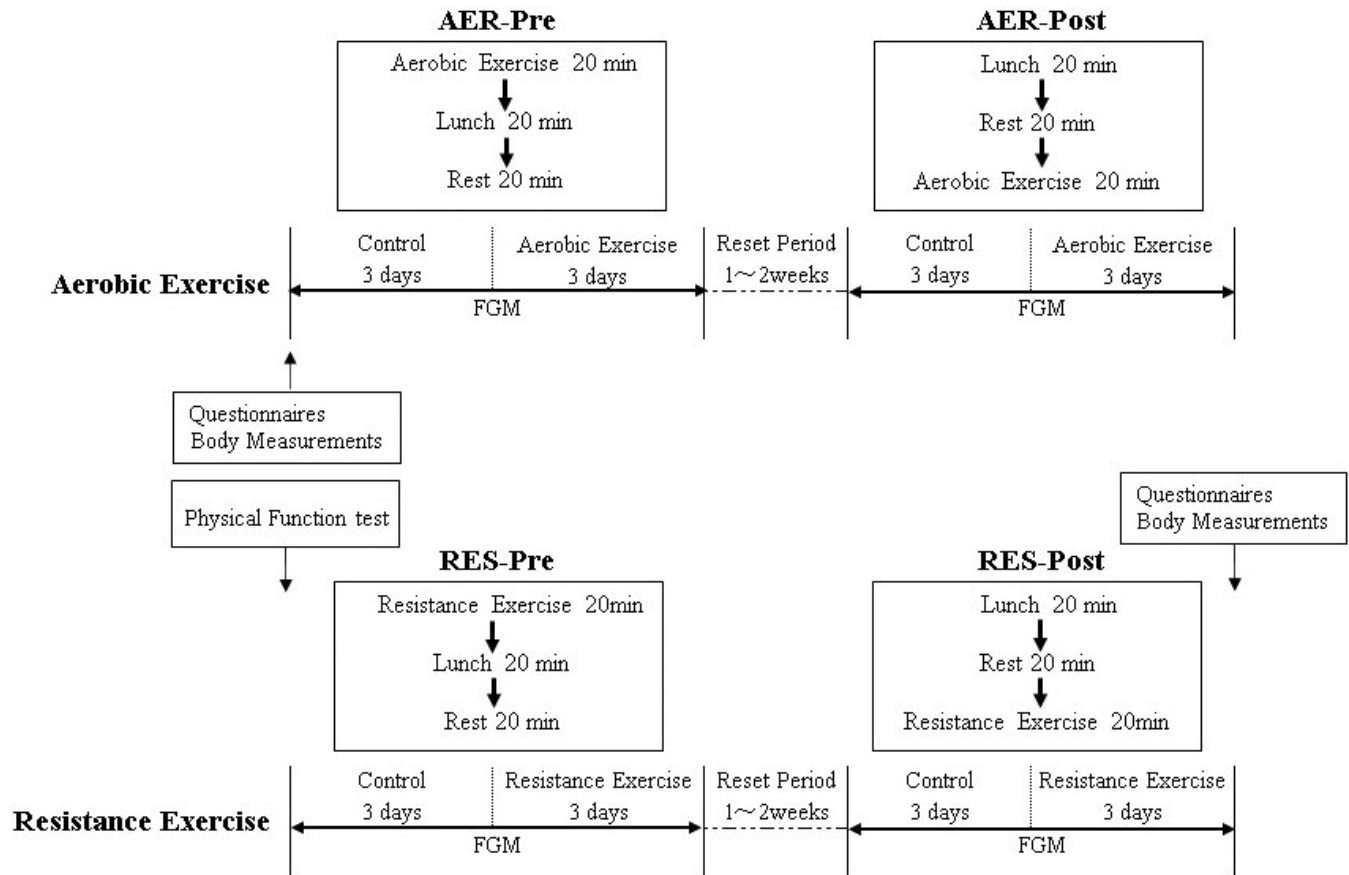 AER-Pre
Aerobic Exercise 20 min
Lunch 20 min
Rest 20 min
AER-Post
Lunch 20 min
Rest 20 min
Aerobic Exercise 20 min
Aerobic Exercise
Control
3 days
Aerobic Exercise
3 days
FGM
Reset Period
1～2weeks
Control
3 days
Aerobic Exercise
3 days
FGM
Questionnaires
Body Measurements
Physical Function test
Questionnaires
Body Measurements
RES-Pre
Resistance Exercise 20min
Lunch 20 min
Rest 20 min
RES-Post
Lunch 20 min
Rest 20 min
Resistance Exercise 20min
Resistance Exercise
Control
3 days
Resistance Exercise
3 days
FGM
Reset Period
1～2weeks
Control
3 days
Resistance Exercise
3 days
FGM